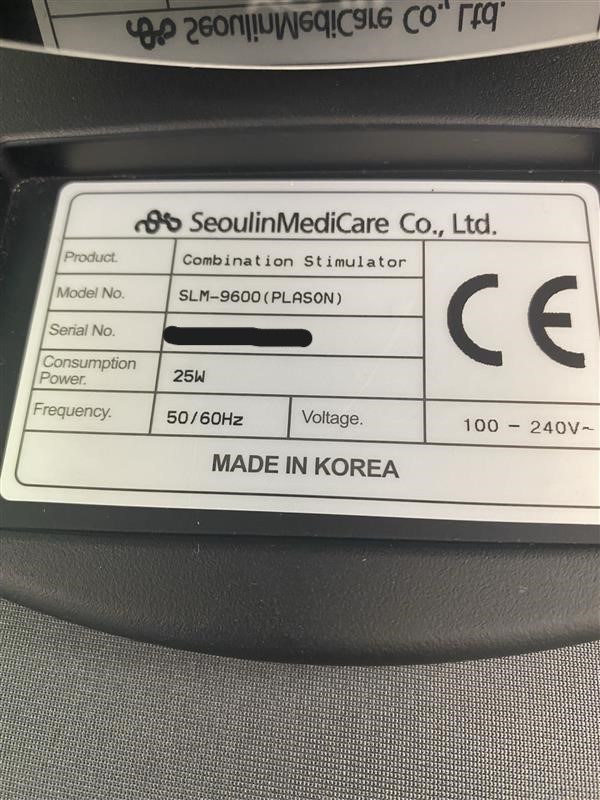 SeoulinMediCare Co., Ltd.
SeoulinMediCare Co., Ltd.
Product. Combination Stimulator
Model No. SLM-9600(PLASON)
Serial No.
Consumption Power. 25W
Frequency. 50/60Hz Voltage. 100 - 240V~
CE
MADE IN KOREA